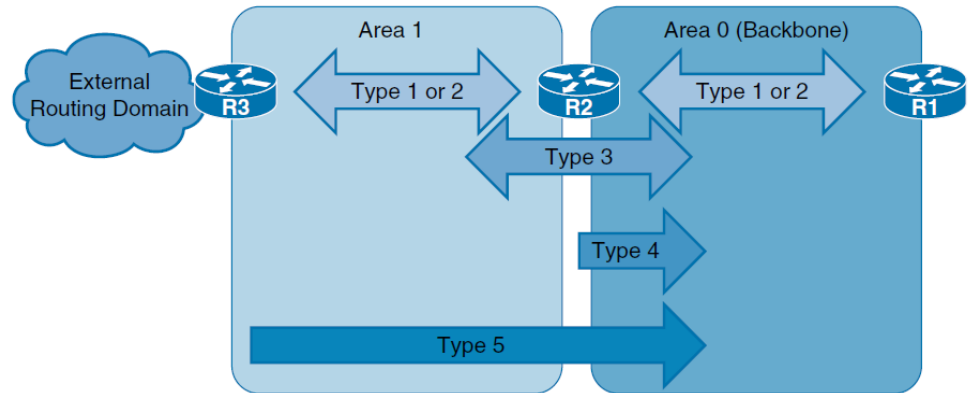 Area 1
Area 0 (Backbone)
External
Routing Domain
R3
Type 1 or 2
R2
Type 1 or 2
R1
Type 3
Type 4
Type 5